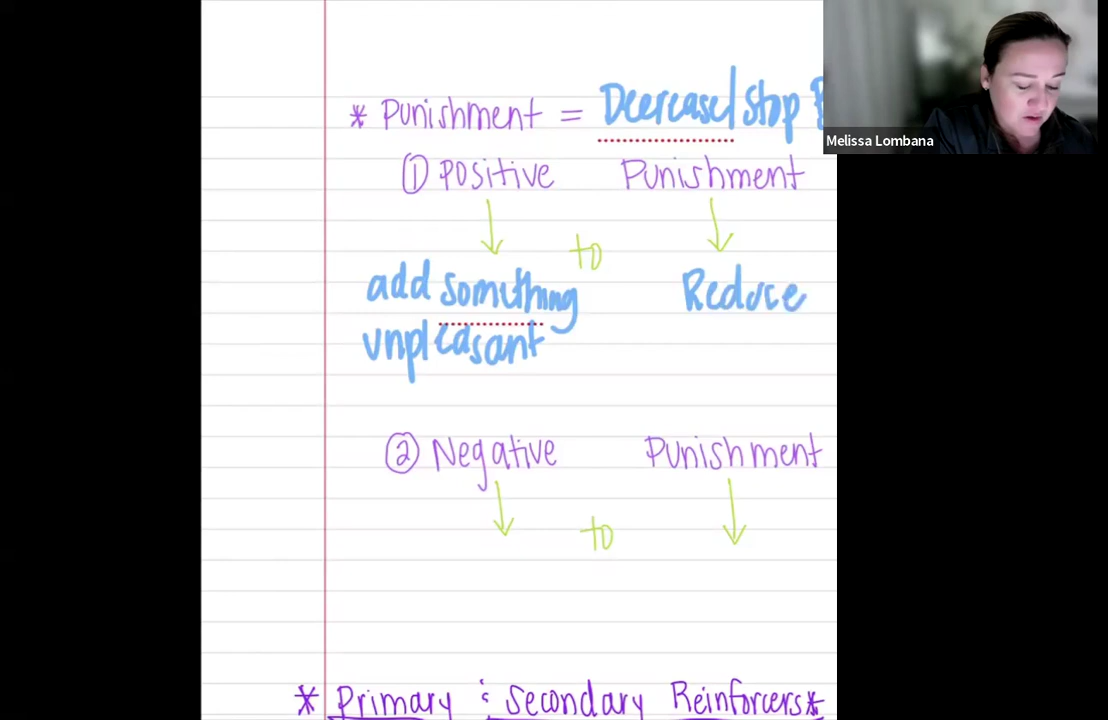 * Punishment = Decrease/Stop
Melissa Lombana
① Positive Punishment
to
add something Reduce
unpleasant
② Negative Punishment
to
* Primary & Secondary Reinforcers *